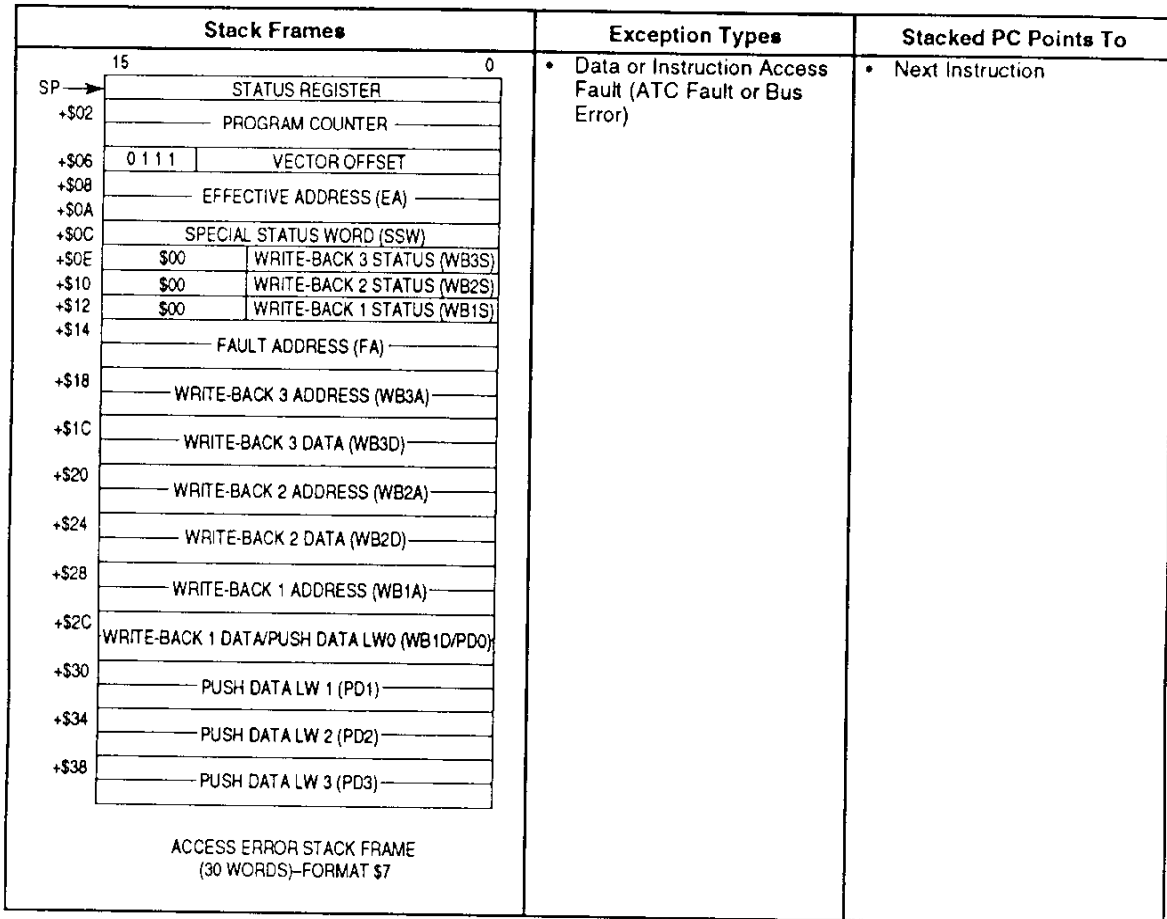 Stack Frames
Exception Types
Stacked PC Points To
15 0
SP STATUS REGISTER
+$02 PROGRAM COUNTER
+$06 0 1 1 1 VECTOR OFFSET
+$08 EFFECTIVE ADDRESS (EA)
+$0A
+$0C SPECIAL STATUS WORD (SSW)
+$0E $00 WRITE-BACK 3 STATUS (WB3S)
+$10 $00 WRITE-BACK 2 STATUS (WB2S)
+$12 $00 WRITE-BACK 1 STATUS (WB1S)
+$14 FAULT ADDRESS (FA)
+$18 WRITE-BACK 3 ADDRESS (WB3A)
+$1C WRITE-BACK 3 DATA (WB3D)
+$20 WRITE-BACK 2 ADDRESS (WB2A)
+$24 WRITE-BACK 2 DATA (WB2D)
+$28 WRITE-BACK 1 ADDRESS (WB1A)
+$2C WRITE-BACK 1 DATA/PUSH DATA LW0 (WB1D/PD0)
+$30 PUSH DATA LW 1 (PD1)
+$34 PUSH DATA LW 2 (PD2)
+$38 PUSH DATA LW 3 (PD3)
ACCESS ERROR STACK FRAME
(30 WORDS)–FORMAT $7
• Data or Instruction Access
Fault (ATC Fault or Bus
Error)
• Next Instruction